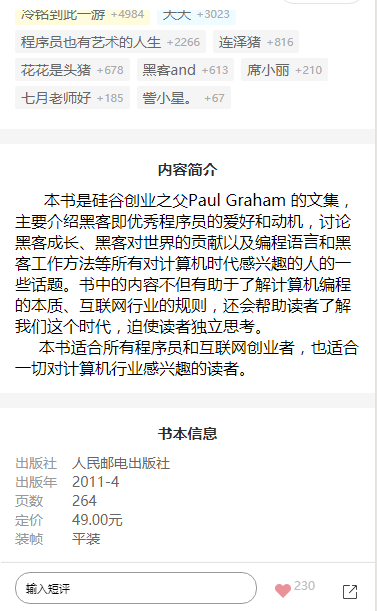 冷铭到此一游 +4984 天天 +3023
程序员也有艺术的人生 +2266 连泽猪 +816
花花是头猪 +678 黑客and +613 席小丽 +210
七月老师好 +185 訾小星。 +67
内容简介
本书是硅谷创业之父Paul Graham 的文集，
主要介绍黑客即优秀程序员的爱好和动机，讨论
黑客成长、黑客对世界的贡献以及编程语言和黑
客工作方法等所有对计算机时代感兴趣的人的一
些话题。书中的内容不但有助于了解计算机编程
的本质、互联网行业的规则，还会帮助读者了解
我们这个时代，迫使读者独立思考。
本书适合所有程序员和互联网创业者，也适合
一切对计算机行业感兴趣的读者。
书本信息
出版社 人民邮电出版社
出版年 2011-4
页数 264
定价 49.00元
装帧 平装
输入短评 230